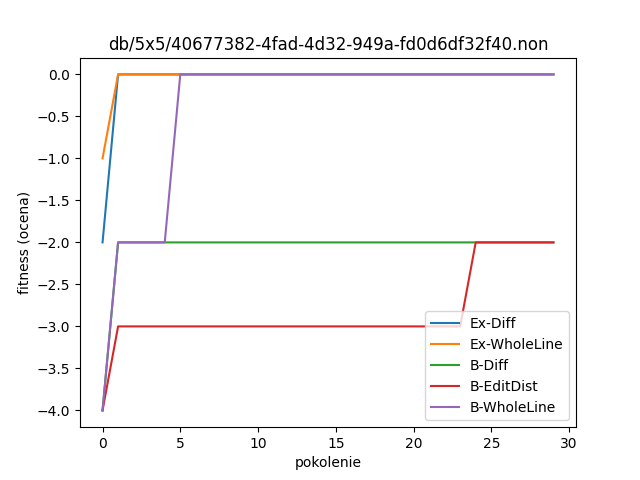 db/5x5/40677382-4fad-4d32-949a-fd0d6df32f40.non
0.0
−0.5
−1.0
−1.5
−2.0
−2.5
−3.0
−3.5
−4.0
fitness (ocena)
0
5
10
15
20
25
30
pokolenie
Ex-Diff
Ex-WholeLine
B-Diff
B-EditDist
B-WholeLine